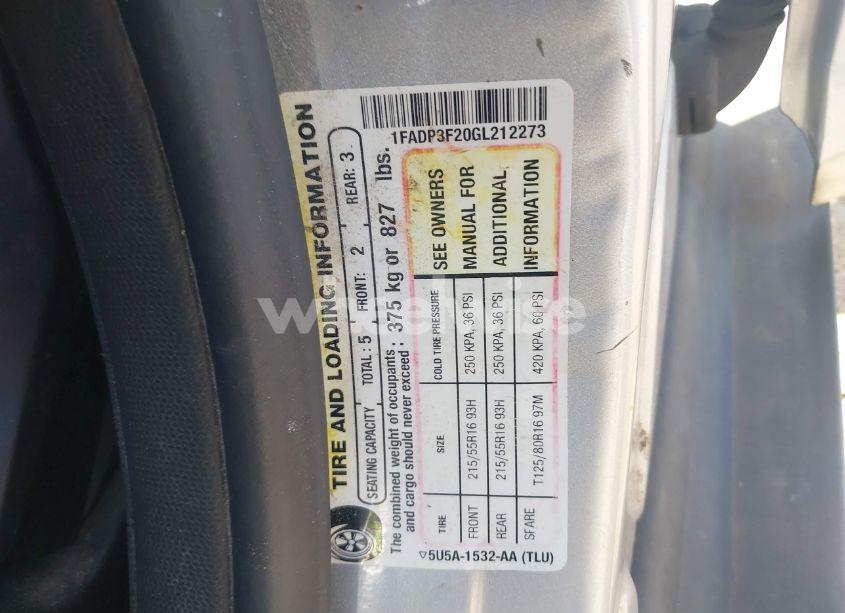 1FADP3F20GL212273
TIRE AND LOADING INFORMATION
SEATING CAPACITY TOTAL: 5 FRONT: 2 REAR: 3
The combined weight of occupants
and cargo should never exceed : 375 kg or 827 lbs.
TIRE SIZE COLD TIRE PRESSURE
FRONT 215/55R16 93H 250 KPA, 36 PSI
REAR 215/55R16 93H 250 KPA, 36 PSI
SPARE T125/80R16 97M 420 KPA, 60 PSI
SEE OWNERS
MANUAL FOR
ADDITIONAL
INFORMATION
5U5A-1532-AA (TLU)
wheelwise